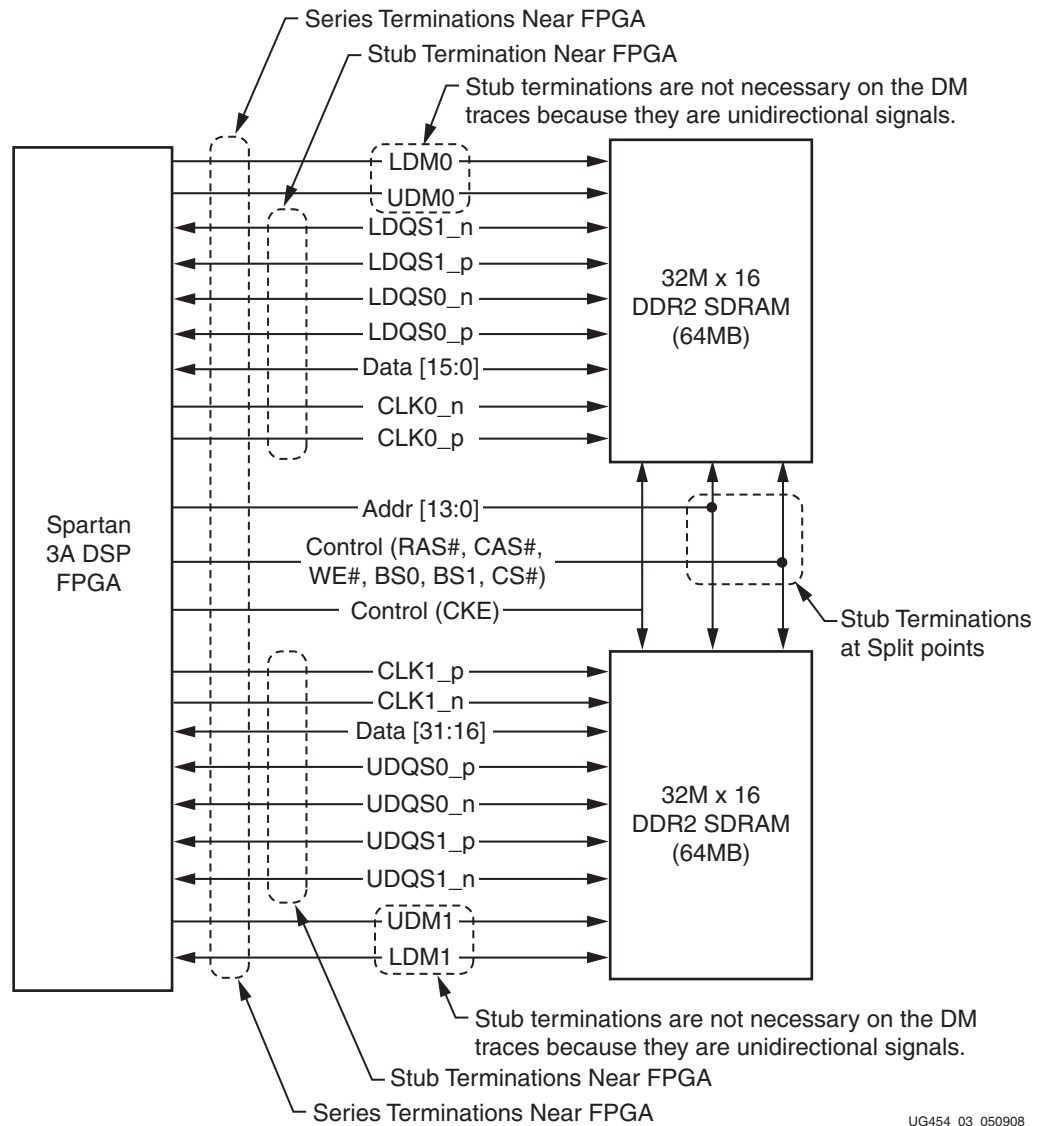 Series Terminations Near FPGA
Stub Termination Near FPGA
Stub terminations are not necessary on the DM
traces because they are unidirectional signals.
LDM0
UDM0
LDQS1_n
LDQS1_p
LDQS0_n
LDQS0_p
Data [15:0]
CLK0_n
CLK0_p
32M x 16
DDR2 SDRAM
(64MB)
Spartan
3A DSP
FPGA
Addr [13:0]
Control (RAS#, CAS#,
WE#, BS0, BS1, CS#)
Control (CKE)
Stub Terminations
at Split points
CLK1_p
CLK1_n
Data [31:16]
UDQS0_p
UDQS0_n
UDQS1_p
UDQS1_n
UDM1
LDM1
32M x 16
DDR2 SDRAM
(64MB)
Stub terminations are not necessary on the DM
traces because they are unidirectional signals.
Stub Terminations Near FPGA
Series Terminations Near FPGA
UG454_03_050908